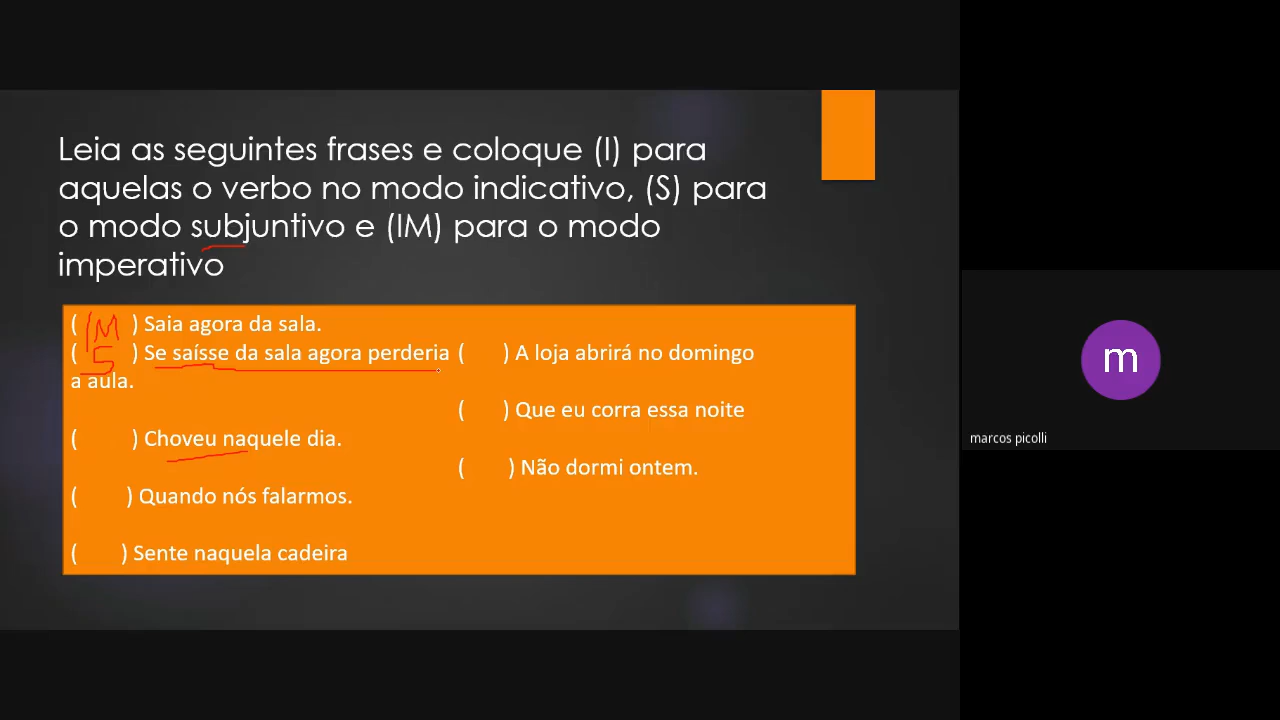 Leia as seguintes frases e coloque (I) para
aquelas o verbo no modo indicativo, (S) para
o modo subjuntivo e (IM) para o modo
imperativo
( IM ) Saia agora da sala.
( S ) Se saísse da sala agora perderia
a aula.
( ) Choveu naquele dia.
( ) Quando nós falarmos.
( ) Sente naquela cadeira
( ) A loja abrirá no domingo
( ) Que eu corra essa noite
( ) Não dormi ontem.
m
marcos picolli